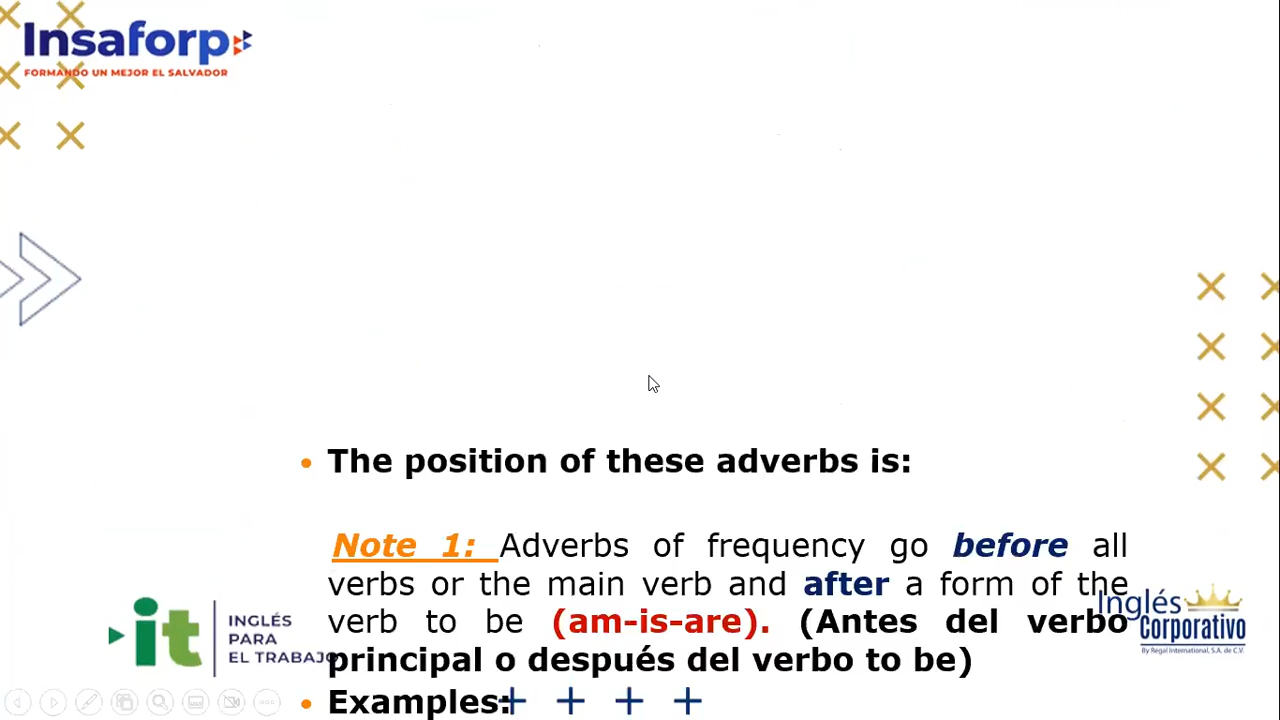 Insaforp
FORMANDO UN MEJOR EL SALVADOR
The position of these adverbs is:
Note 1: Adverbs of frequency go before all
verbs or the main verb and after a form of the
verb to be (am-is-are). (Antes del verbo
principal o después del verbo to be)
Examples:
it
INGLÉS
PARA
EL TRABAJO
Inglés
Corporativo
By Regal International, S.A. de C.V.